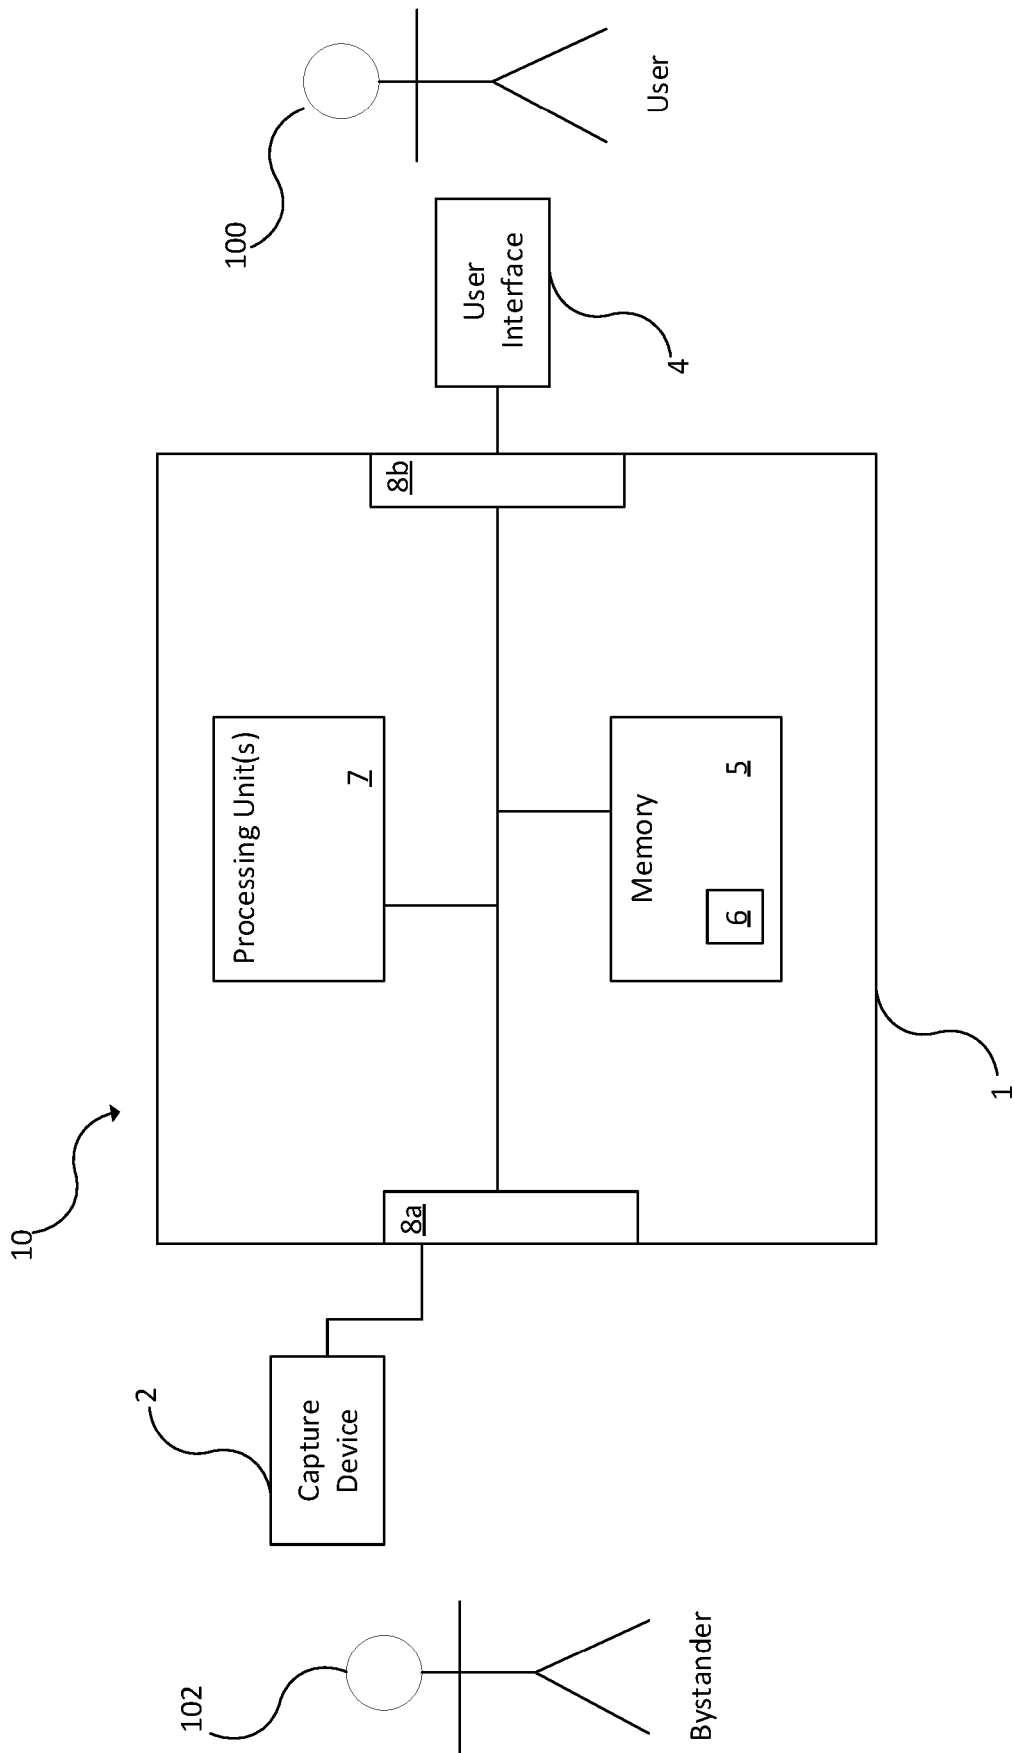 10
102
Bystander
2
Capture
Device
8a
Processing Unit(s)
7
Memory
6
5
8b
1
User
Interface
4
100
User